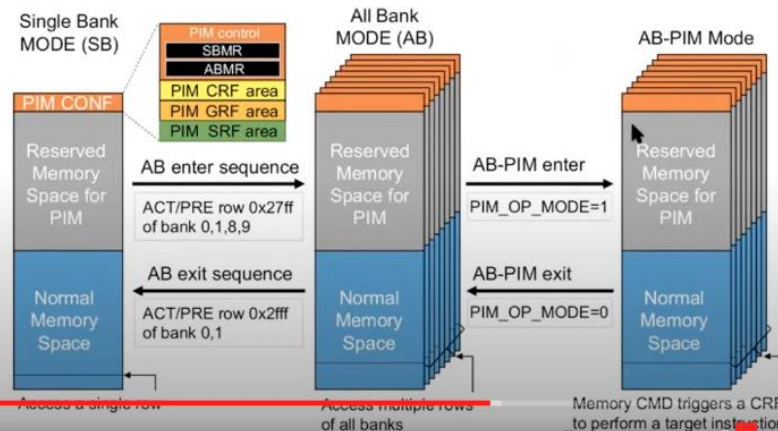 Single Bank
MODE (SB)
PIM control
SBMR
ABMR
PIM CRF area
PIM GRF area
PIM SRF area
All Bank
MODE (AB)
AB-PIM Mode
PIM CONF
Reserved
Memory
Space for
PIM
AB enter sequence
ACT/PRE row 0x27ff
of bank 0,1,8,9
Reserved
Memory
Space for
PIM
AB-PIM enter
PIM_OP_MODE=1
Reserved
Memory
Space for
PIM
AB exit sequence
ACT/PRE row 0x2fff
of bank 0,1
AB-PIM exit
PIM_OP_MODE=0
Normal
Memory
Space
Normal
Memory
Space
Normal
Memory
Space
Access a single row
Access multiple rows
of all banks
Memory CMD triggers a CRF
to perform a target instruction